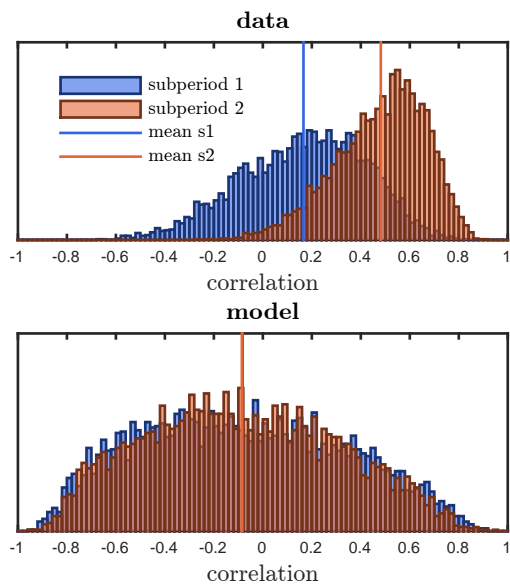 data
subperiod 1
subperiod 2
mean s1
mean s2
-1 -0.8 -0.6 -0.4 -0.2 0 0.2 0.4 0.6 0.8 1
correlation
model
-1 -0.8 -0.6 -0.4 -0.2 0 0.2 0.4 0.6 0.8 1
correlation